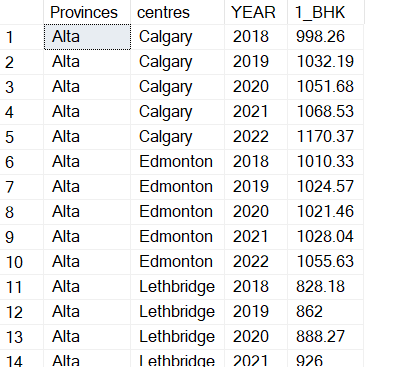 Provinces centres YEAR 1_BHK
1 Alta Calgary 2018 998.26
2 Alta Calgary 2019 1032.19
3 Alta Calgary 2020 1051.68
4 Alta Calgary 2021 1068.53
5 Alta Calgary 2022 1170.37
6 Alta Edmonton 2018 1010.33
7 Alta Edmonton 2019 1024.57
8 Alta Edmonton 2020 1021.46
9 Alta Edmonton 2021 1028.04
10 Alta Edmonton 2022 1055.63
11 Alta Lethbridge 2018 828.18
12 Alta Lethbridge 2019 862
13 Alta Lethbridge 2020 888.27
14 Alta Lethbridge 2021 926